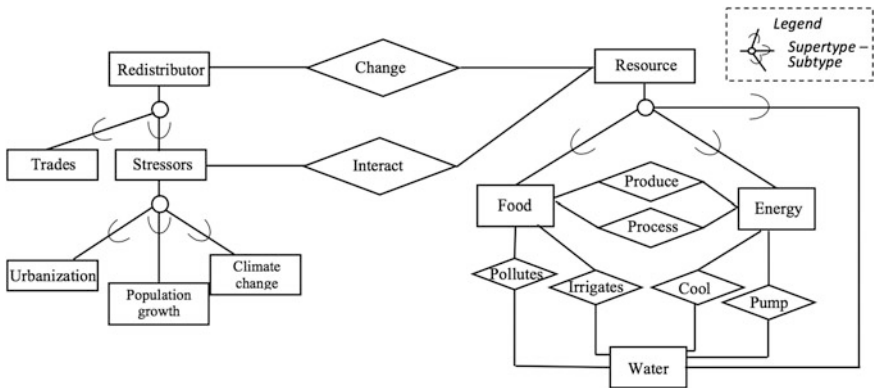 Legend
Supertype –
Subtype
Redistributor
Change
Resource
Trades
Stressors
Interact
Food
Produce
Process
Energy
Urbanization
Population
growth
Climate
change
Pollutes
Irrigates
Cool
Pump
Water